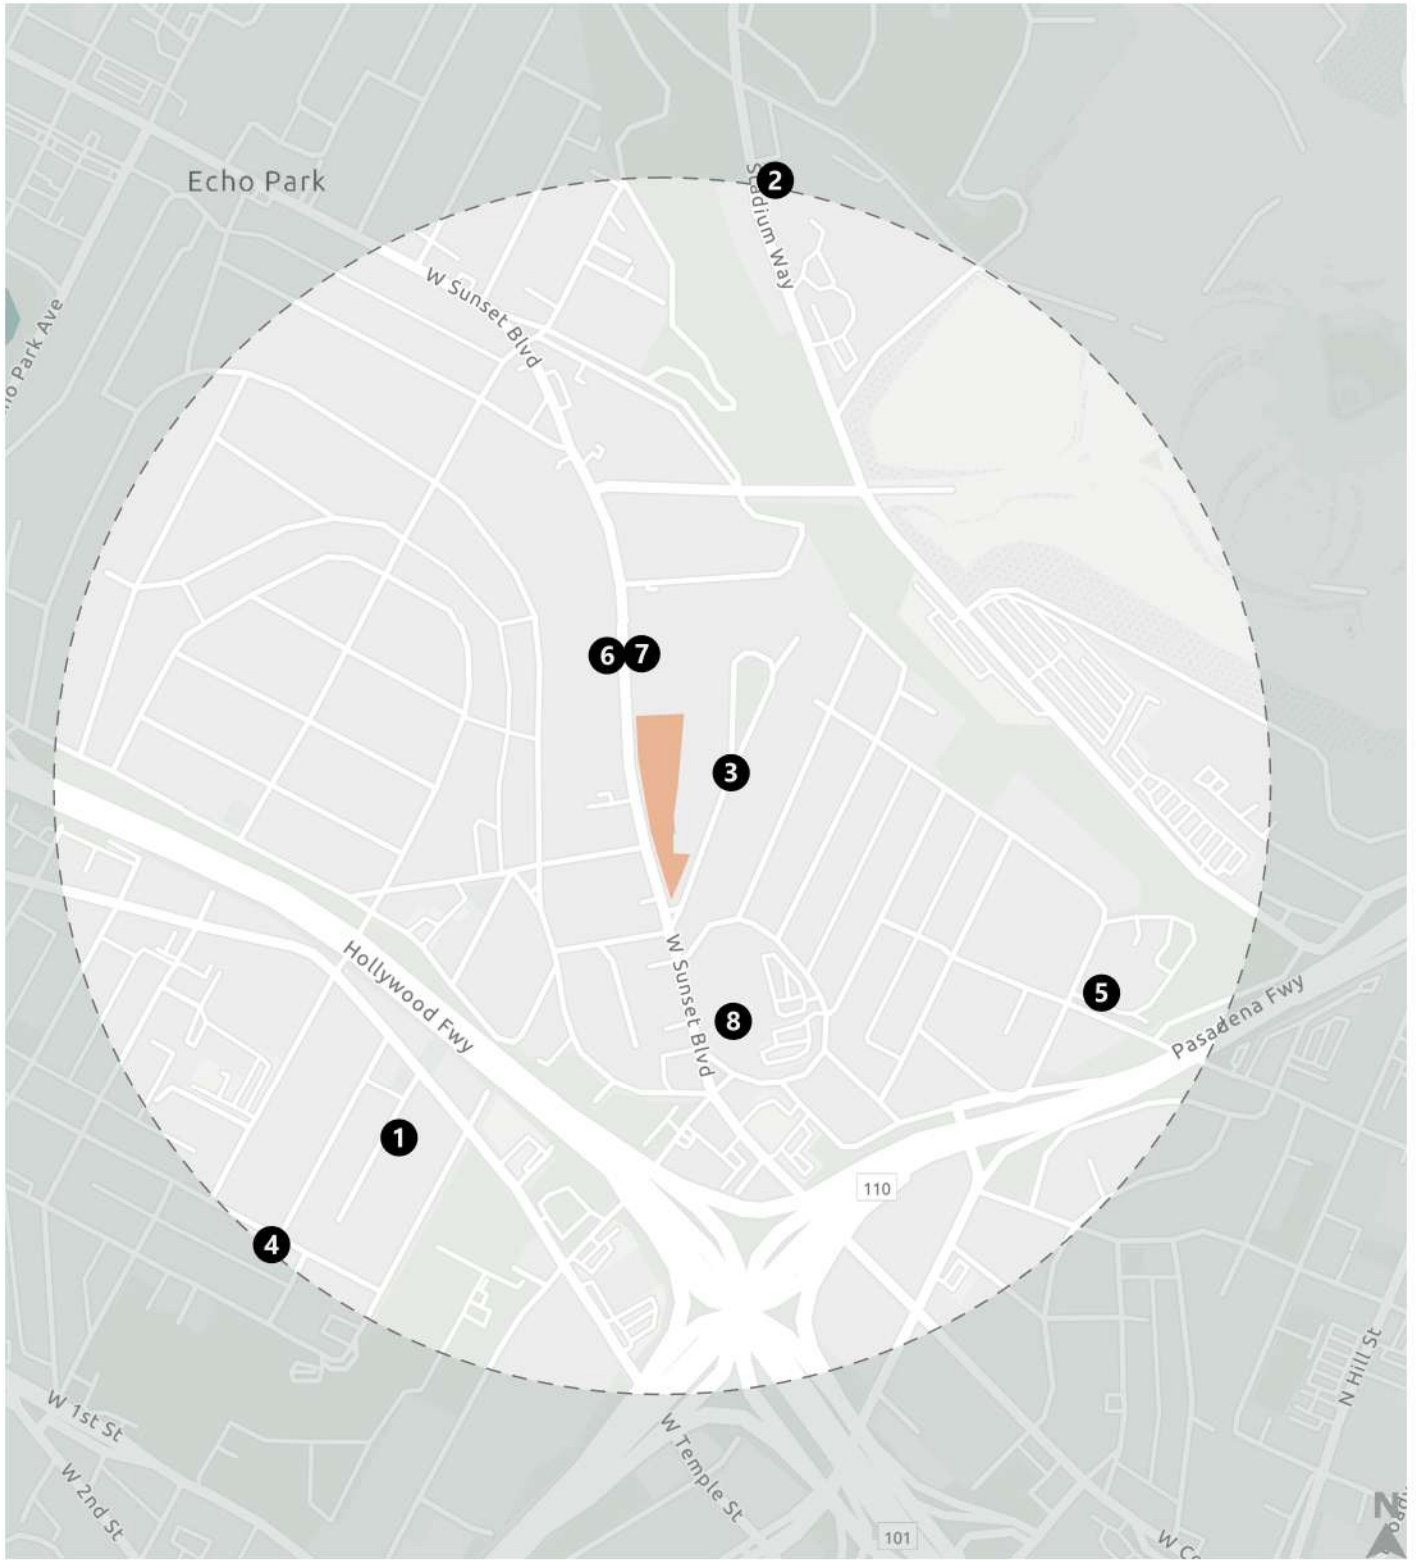 2
Echo Park
Stadium Way
W Sunset Blvd
Park Ave
6 7
3
5
Hollywood Fwy
W Sunset Blvd
8
Pasadena Fwy
1
110
4
N Hill St
W 1st St
W Temple St
W 2nd St
N
101